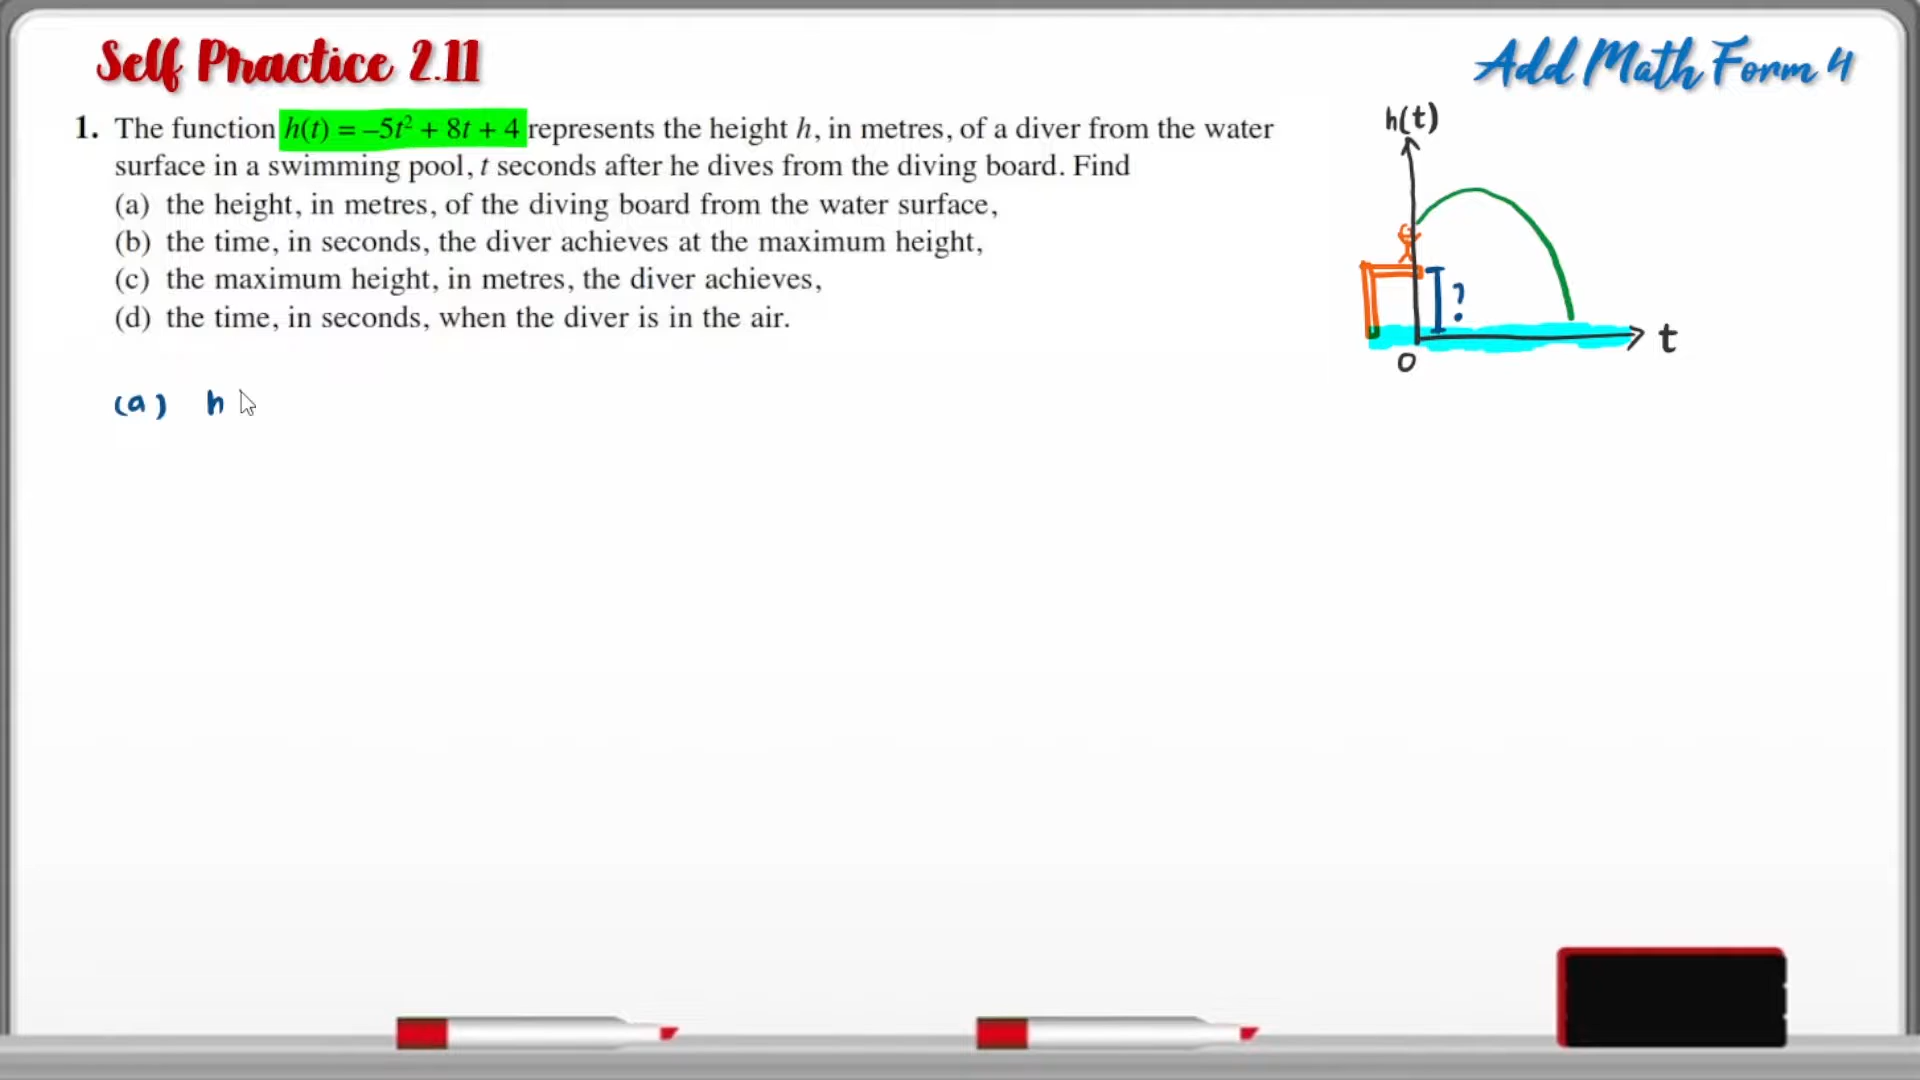 Self Practice 2.11
Add Math Form 4
1. The function h(t) = –5t² + 8t + 4 represents the height h, in metres, of a diver from the water
surface in a swimming pool, t seconds after he dives from the diving board. Find
(a) the height, in metres, of the diving board from the water surface,
(b) the time, in seconds, the diver achieves at the maximum height,
(c) the maximum height, in metres, the diver achieves,
(d) the time, in seconds, when the diver is in the air.
h(t)
?
t
0
(a) h